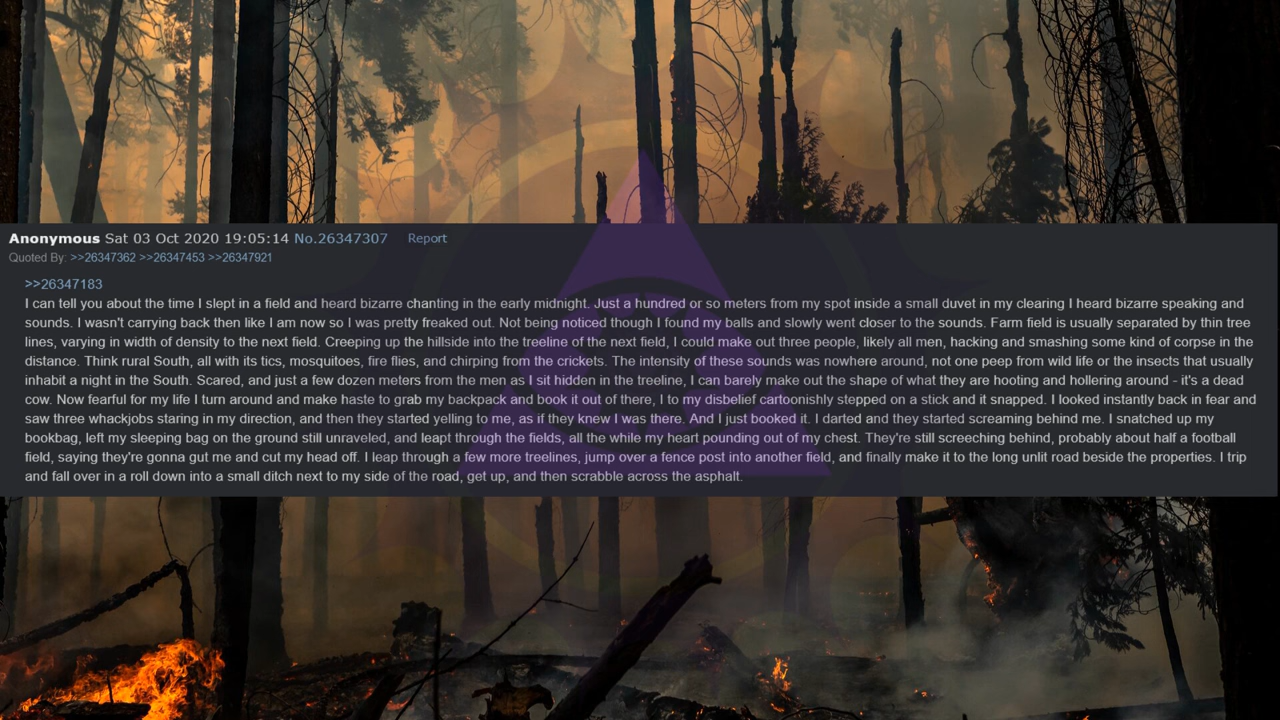 Anonymous Sat 03 Oct 2020 19:05:14 No.26347307 Report
Quoted By: >>26347362 >>26347453 >>26347921
>>26347183
I can tell you about the time I slept in a field and heard bizarre chanting in the early midnight. Just a hundred or so meters from my spot inside a small duvet in my clearing I heard bizarre speaking and
sounds. I wasn't carrying back then like I am now so I was pretty freaked out. Not being noticed though I found my balls and slowly went closer to the sounds. Farm field is usually separated by thin tree
lines, varying in width of density to the next field. Creeping up the hillside into the treeline of the next field, I could make out three people, likely all men, hacking and smashing some kind of corpse in the
distance. Think rural South, all with its tics, mosquitoes, fire flies, and chirping from the crickets. The intensity of these sounds was nowhere around, not one peep from wild life or the insects that usually
inhabit a night in the South. Scared, and just a few dozen meters from the men as I sit hidden in the treeline, I can barely make out the shape of what they are hooting and hollering around - it's a dead
cow. Now fearful for my life I turn around and make haste to grab my backpack and book it out of there, I to my disbelief cartoonishly stepped on a stick and it snapped. I looked instantly back in fear and
saw three whackjobs staring in my direction, and then they started yelling to me, as if they knew I was there. And I just booked it. I darted and they started screaming behind me. I snatched up my
bookbag, left my sleeping bag on the ground still unraveled, and leapt through the fields, all the while my heart pounding out of my chest. They're still screeching behind, probably about half a football
field, saying they're gonna gut me and cut my head off. I leap through a few more treelines, jump over a fence post into another field, and finally make it to the long unlit road beside the properties. I trip
and fall over in a roll down into a small ditch next to my side of the road, get up, and then scrabble across the asphalt.